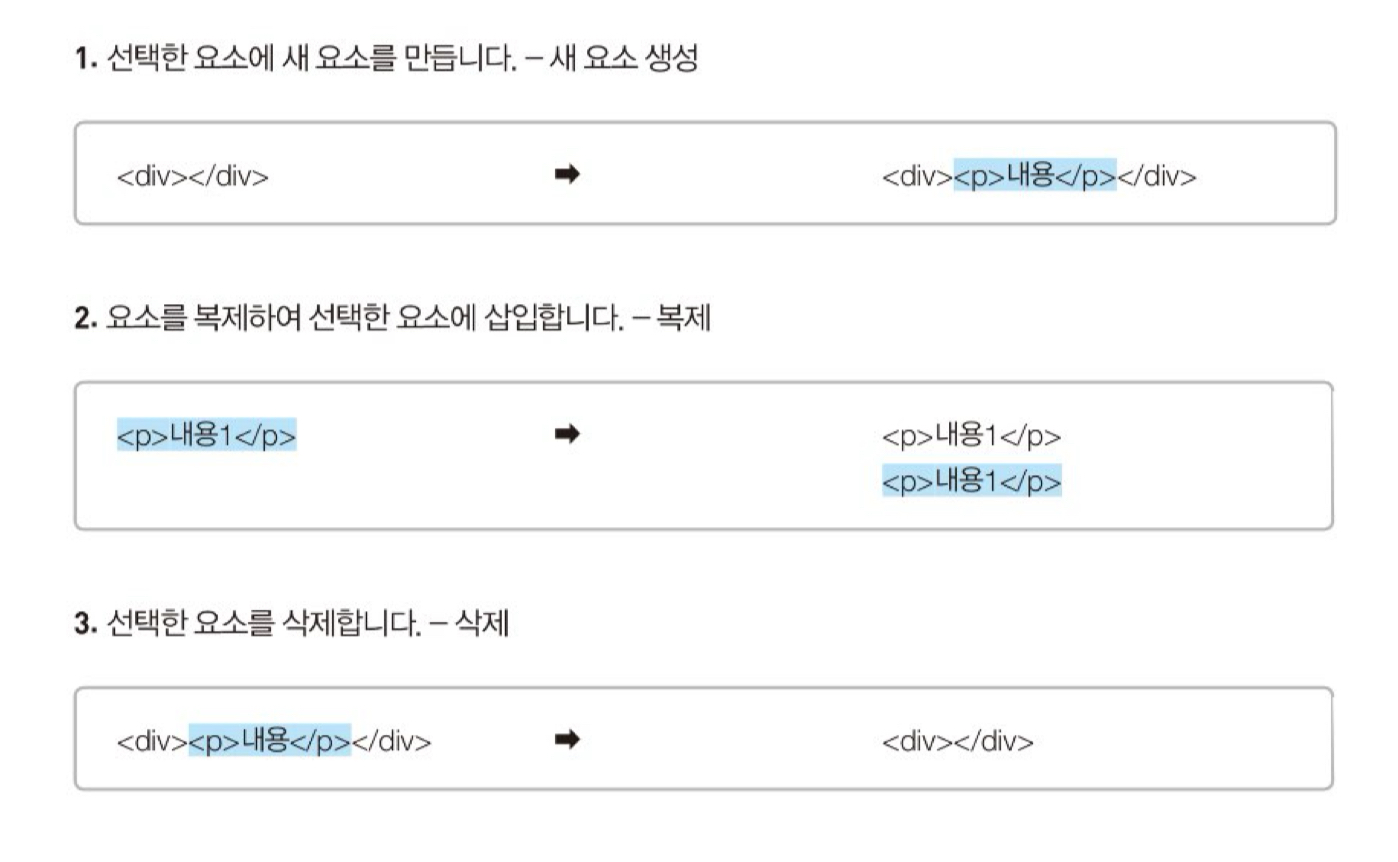 1. 선택한 요소에 새 요소를 만듭니다. – 새 요소 생성
<div></div> ➡ <div><p>내용</p></div>
2. 요소를 복제하여 선택한 요소에 삽입합니다. – 복제
<p>내용1</p> ➡ <p>내용1</p>
<p>내용1</p>
3. 선택한 요소를 삭제합니다. – 삭제
<div><p>내용</p></div> ➡ <div></div>